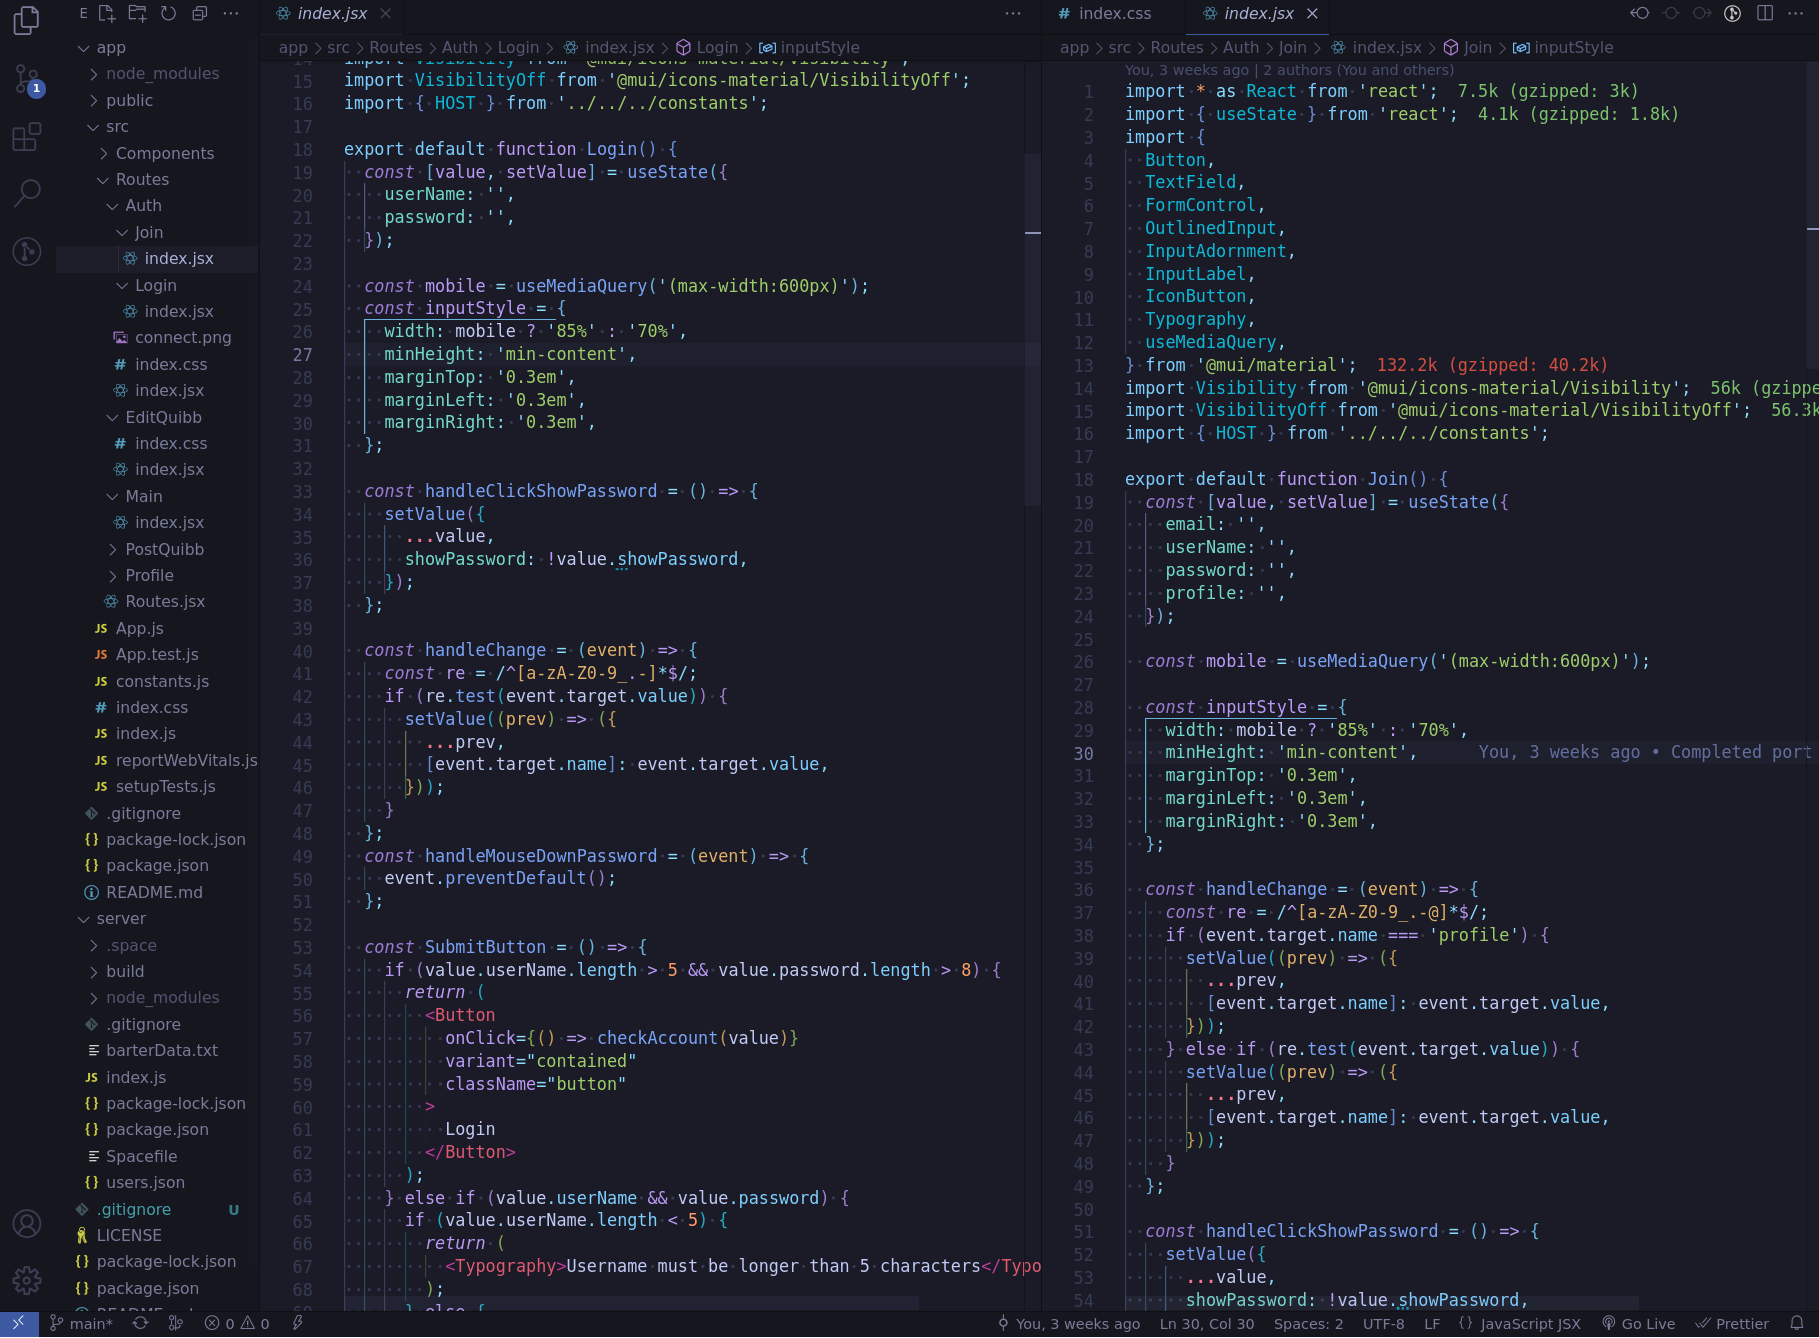 1
E
app
node_modules
public
src
Components
Routes
Auth
Join
index.jsx
Login
index.jsx
connect.png
index.css
index.jsx
EditQuibb
index.css
index.jsx
Main
index.jsx
PostQuibb
Profile
Routes.jsx
JS App.js
JS App.test.js
JS constants.js
# index.css
JS index.js
JS reportWebVitals.js
JS setupTests.js
.gitignore
{} package-lock.json
{} package.json
README.md
server
.space
build
node_modules
.gitignore
barterData.txt
JS index.js
{} package-lock.json
{} package.json
Spacefile
{} users.json
.gitignore U
LICENSE
{} package-lock.json
{} package.json
index.jsx
app > src > Routes > Auth > Login > index.jsx > Login > inputStyle
14 import Visibility from '@mui/icons-material/Visibility';
15 import VisibilityOff from '@mui/icons-material/VisibilityOff';
16 import { HOST } from '../../../constants';
17
18 export default function Login() {
19 const [value, setValue] = useState({
20 userName: '',
21 password: '',
22 });
23
24 const mobile = useMediaQuery('(max-width:600px)');
25 const inputStyle = {
26 width: mobile ? '85%' : '70%',
27 minHeight: 'min-content',
28 marginTop: '0.3em',
29 marginLeft: '0.3em',
30 marginRight: '0.3em',
31 };
32
33 const handleClickShowPassword = () => {
34 setValue({
35 ...value,
36 showPassword: !value.showPassword,
37 });
38 };
39
40 const handleChange = (event) => {
41 const re = /^[a-zA-Z0-9_.-]*$/;
42 if (re.test(event.target.value)) {
43 setValue((prev) => ({
44 ...prev,
45 [event.target.name]: event.target.value,
46 }));
47 }
48 };
49 const handleMouseDownPassword = (event) => {
50 event.preventDefault();
51 };
52
53 const SubmitButton = () => {
54 if (value.userName.length > 5 && value.password.length > 8) {
55 return (
56 <Button
57 onClick={() => checkAccount(value)}
58 variant="contained"
59 className="button"
60 >
61 Login
62 </Button>
63 );
64 } else if (value.userName && value.password) {
65 if (value.userName.length < 5) {
66 return (
67 <Typography>Username must be longer than 5 characters</Typo
68 );
69 } else {
# index.css index.jsx
app > src > Routes > Auth > Join > index.jsx > Join > inputStyle
You, 3 weeks ago | 2 authors (You and others)
1 import * as React from 'react'; 7.5k (gzipped: 3k)
2 import { useState } from 'react'; 4.1k (gzipped: 1.8k)
3 import {
4 Button,
5 TextField,
6 FormControl,
7 OutlinedInput,
8 InputAdornment,
9 InputLabel,
10 IconButton,
11 Typography,
12 useMediaQuery,
13 } from '@mui/material'; 132.2k (gzipped: 40.2k)
14 import Visibility from '@mui/icons-material/Visibility'; 56k (gzippe
15 import VisibilityOff from '@mui/icons-material/VisibilityOff'; 56.3k
16 import { HOST } from '../../../constants';
17
18 export default function Join() {
19 const [value, setValue] = useState({
20 email: '',
21 userName: '',
22 password: '',
23 profile: '',
24 });
25
26 const mobile = useMediaQuery('(max-width:600px)');
27
28 const inputStyle = {
29 width: mobile ? '85%' : '70%',
30 minHeight: 'min-content', You, 3 weeks ago • Completed port
31 marginTop: '0.3em',
32 marginLeft: '0.3em',
33 marginRight: '0.3em',
34 };
35
36 const handleChange = (event) => {
37 const re = /^[a-zA-Z0-9_.-@]*$/;
38 if (event.target.name === 'profile') {
39 setValue((prev) => ({
40 ...prev,
41 [event.target.name]: event.target.value,
42 }));
43 } else if (re.test(event.target.value)) {
44 setValue((prev) => ({
45 ...prev,
46 [event.target.name]: event.target.value,
47 }));
48 }
49 };
50
51 const handleClickShowPassword = () => {
52 setValue({
53 ...value,
54 showPassword: !value.showPassword,
main* 0 0 You, 3 weeks ago Ln 30, Col 30 Spaces: 2 UTF-8 LF {} JavaScript JSX Go Live Prettier